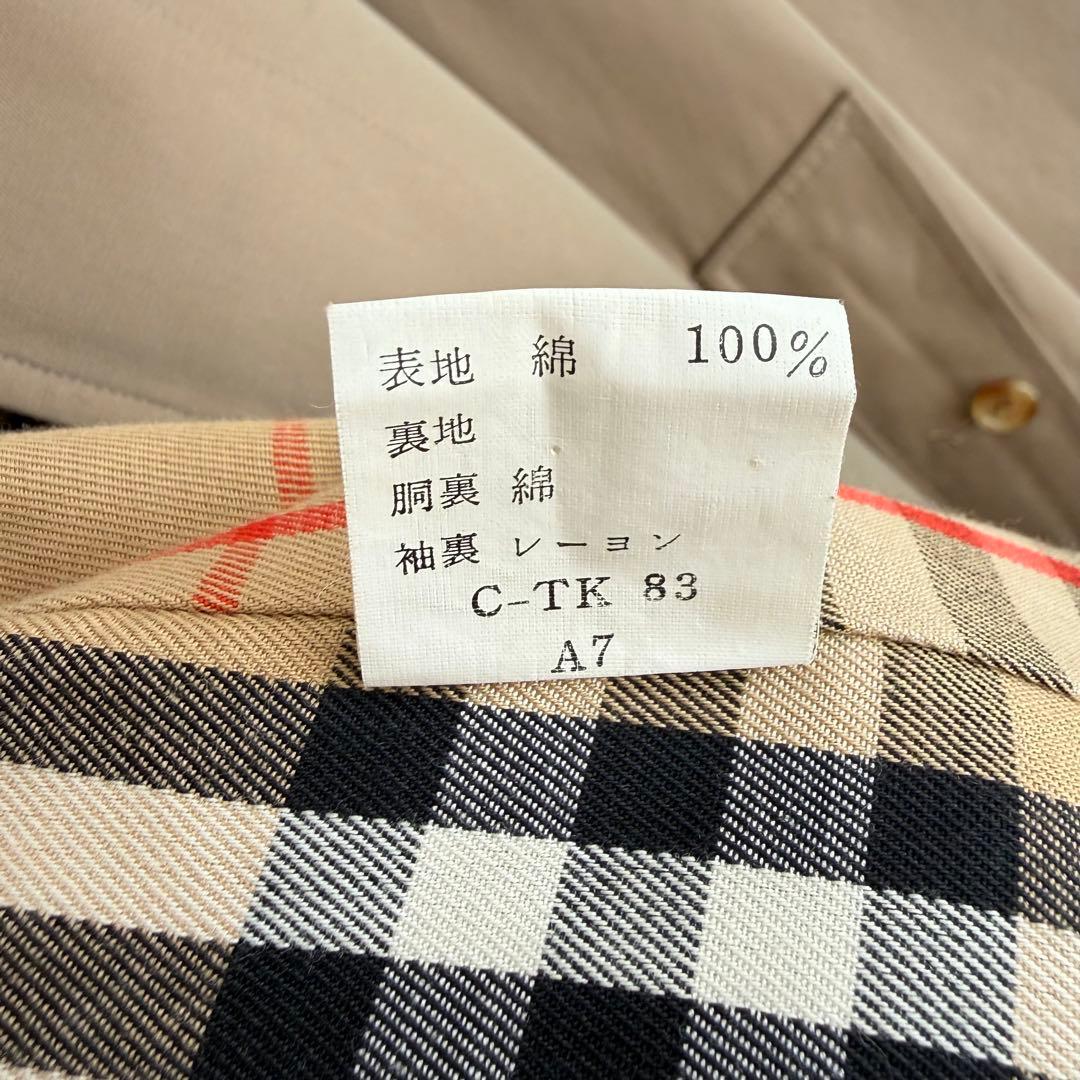 表地 綿 100%
裏地
胴裏 綿
袖裏 レーヨン
C-TK 83
A7